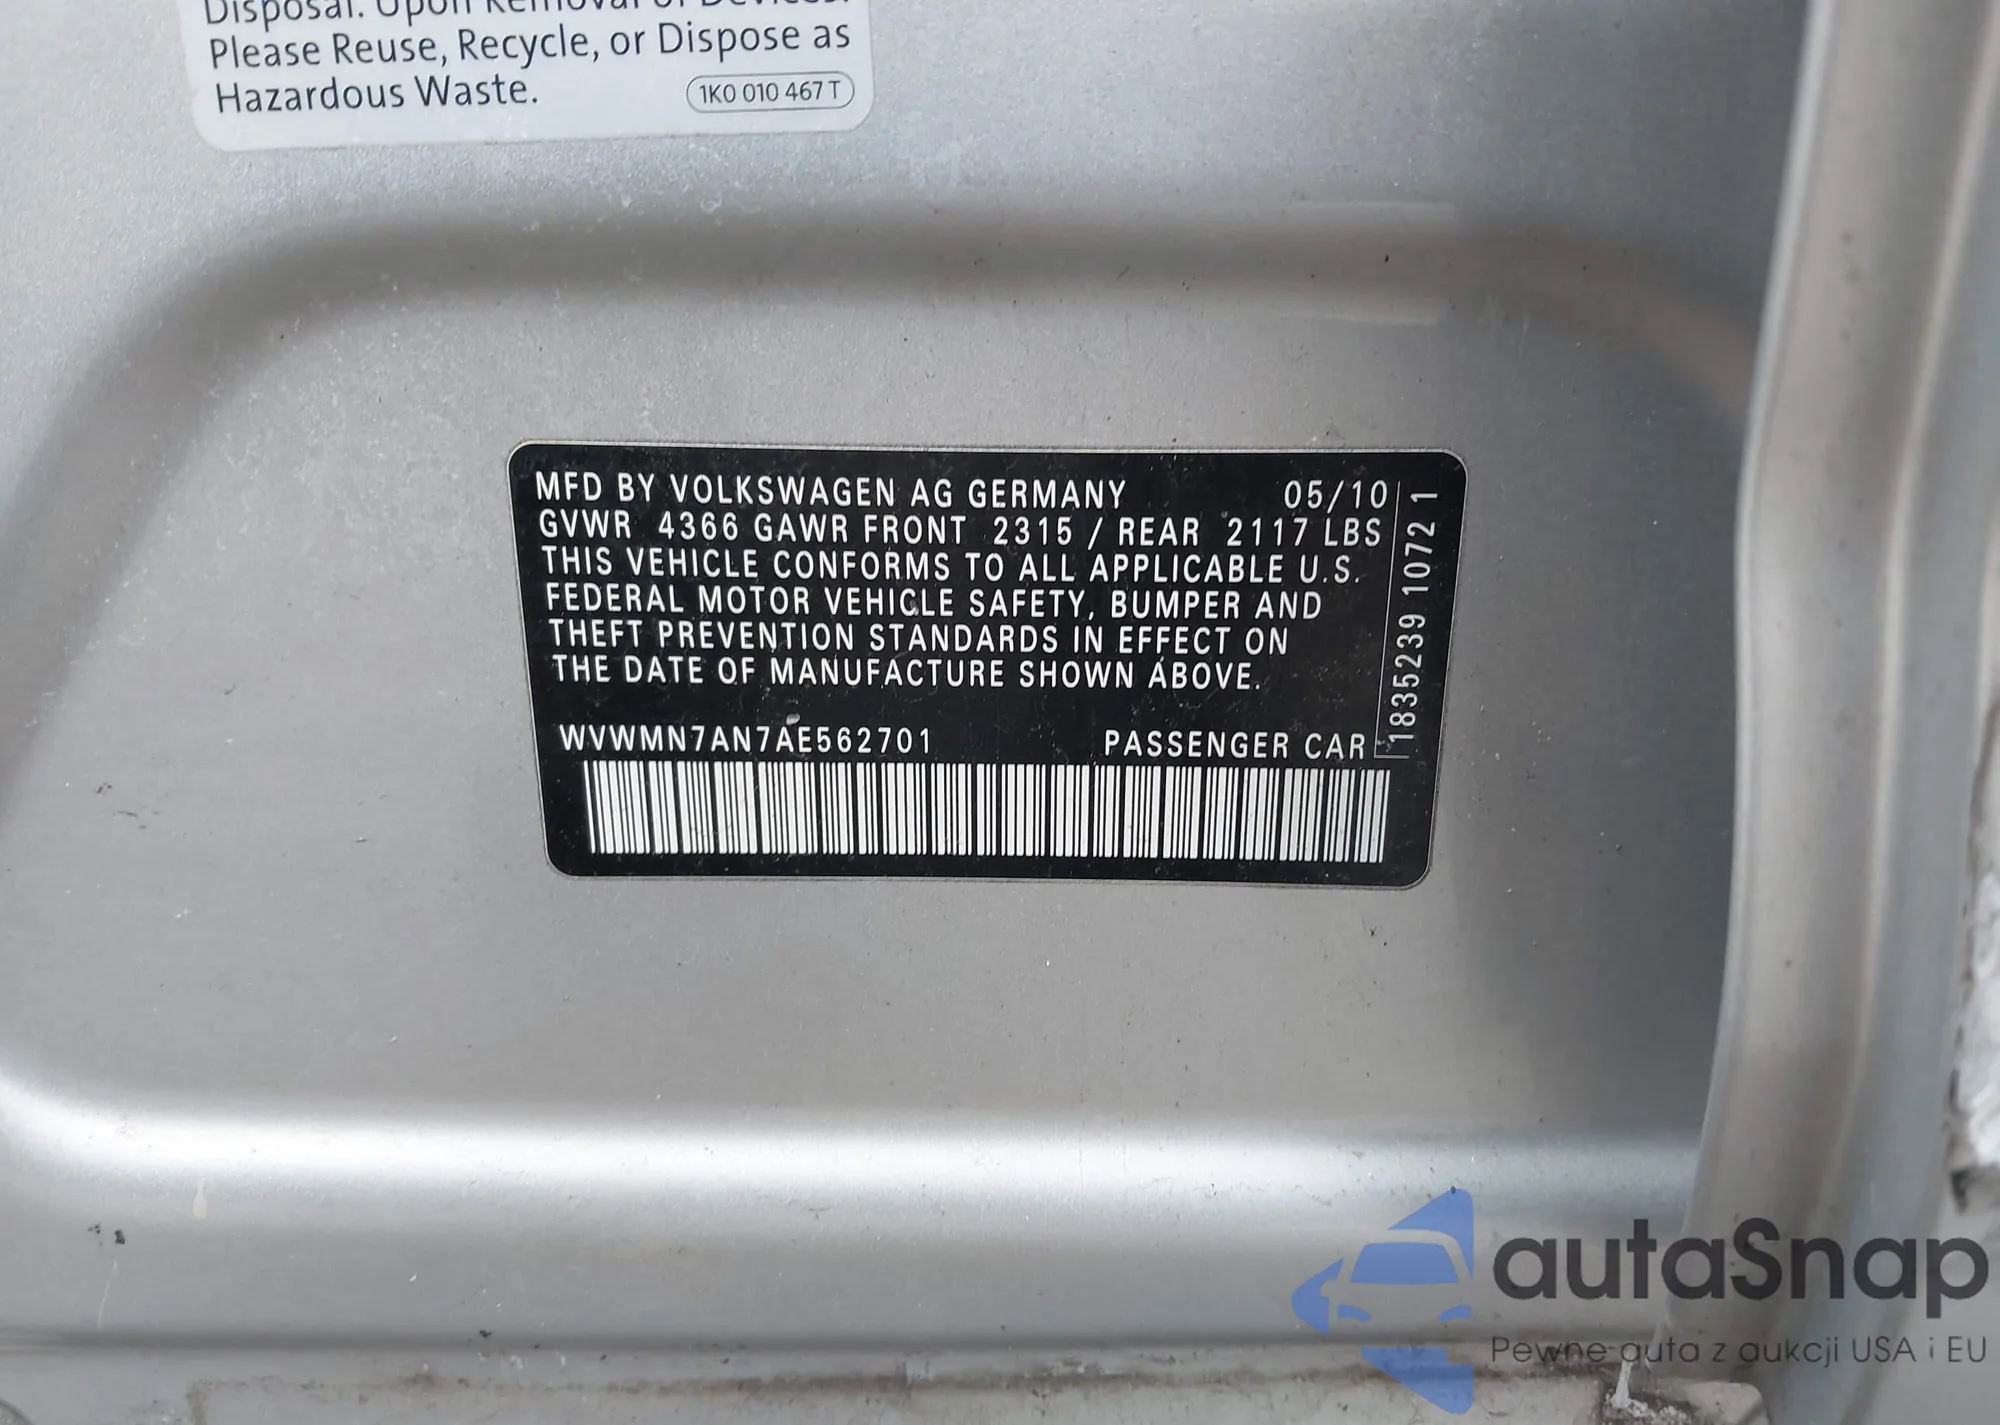 Disposal. Upon Removal of Devices.
Please Reuse, Recycle, or Dispose as
Hazardous Waste.
1K0 010 467 T
MFD BY VOLKSWAGEN AG GERMANY 05/10
GVWR 4366 GAWR FRONT 2315 / REAR 2117 LBS
THIS VEHICLE CONFORMS TO ALL APPLICABLE U.S.
FEDERAL MOTOR VEHICLE SAFETY, BUMPER AND
THEFT PREVENTION STANDARDS IN EFFECT ON
THE DATE OF MANUFACTURE SHOWN ABOVE.
WVWMN7AN7AE562701 PASSENGER CAR
1835239 1072 1
autaSnap
Pewne auta z aukcji USA i EU